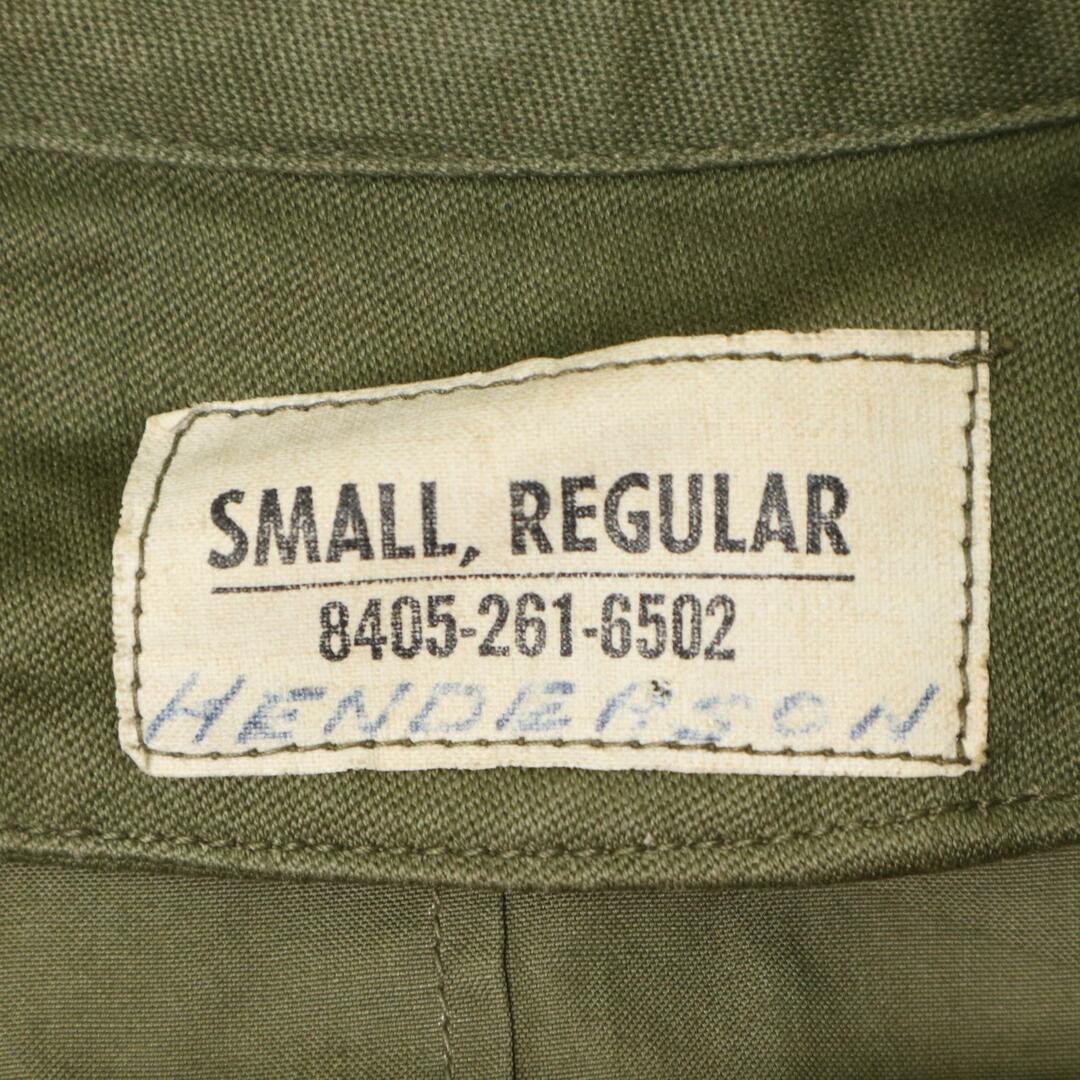 SMALL, REGULAR
8405-261-6502
HENDERSON